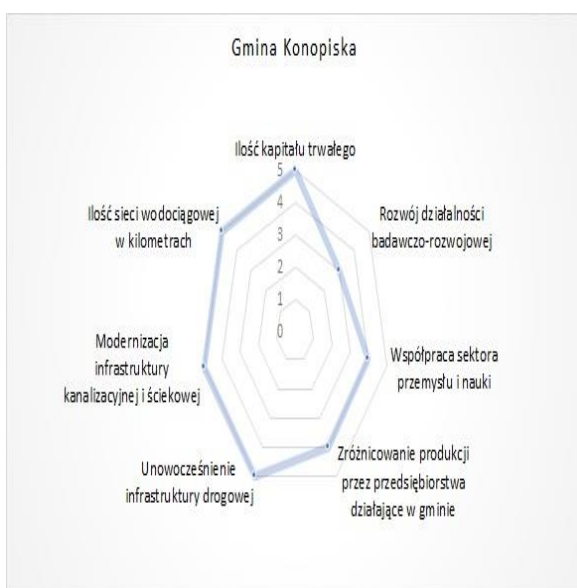 Gmina Konopiska
Ilość kapitału trwałego
5
4
3
2
1
0
Rozwój działalności
badawczo-rozwojowej
Współpraca sektora
przemysłu i nauki
Zróżnicowanie produkcji
przez przedsiębiorstwa
działające w gminie
Unowocześnienie
infrastruktury drogowej
Modernizacja
infrastruktury
kanalizacyjnej i ściekowej
Ilość sieci wodociągowej
w kilometrach